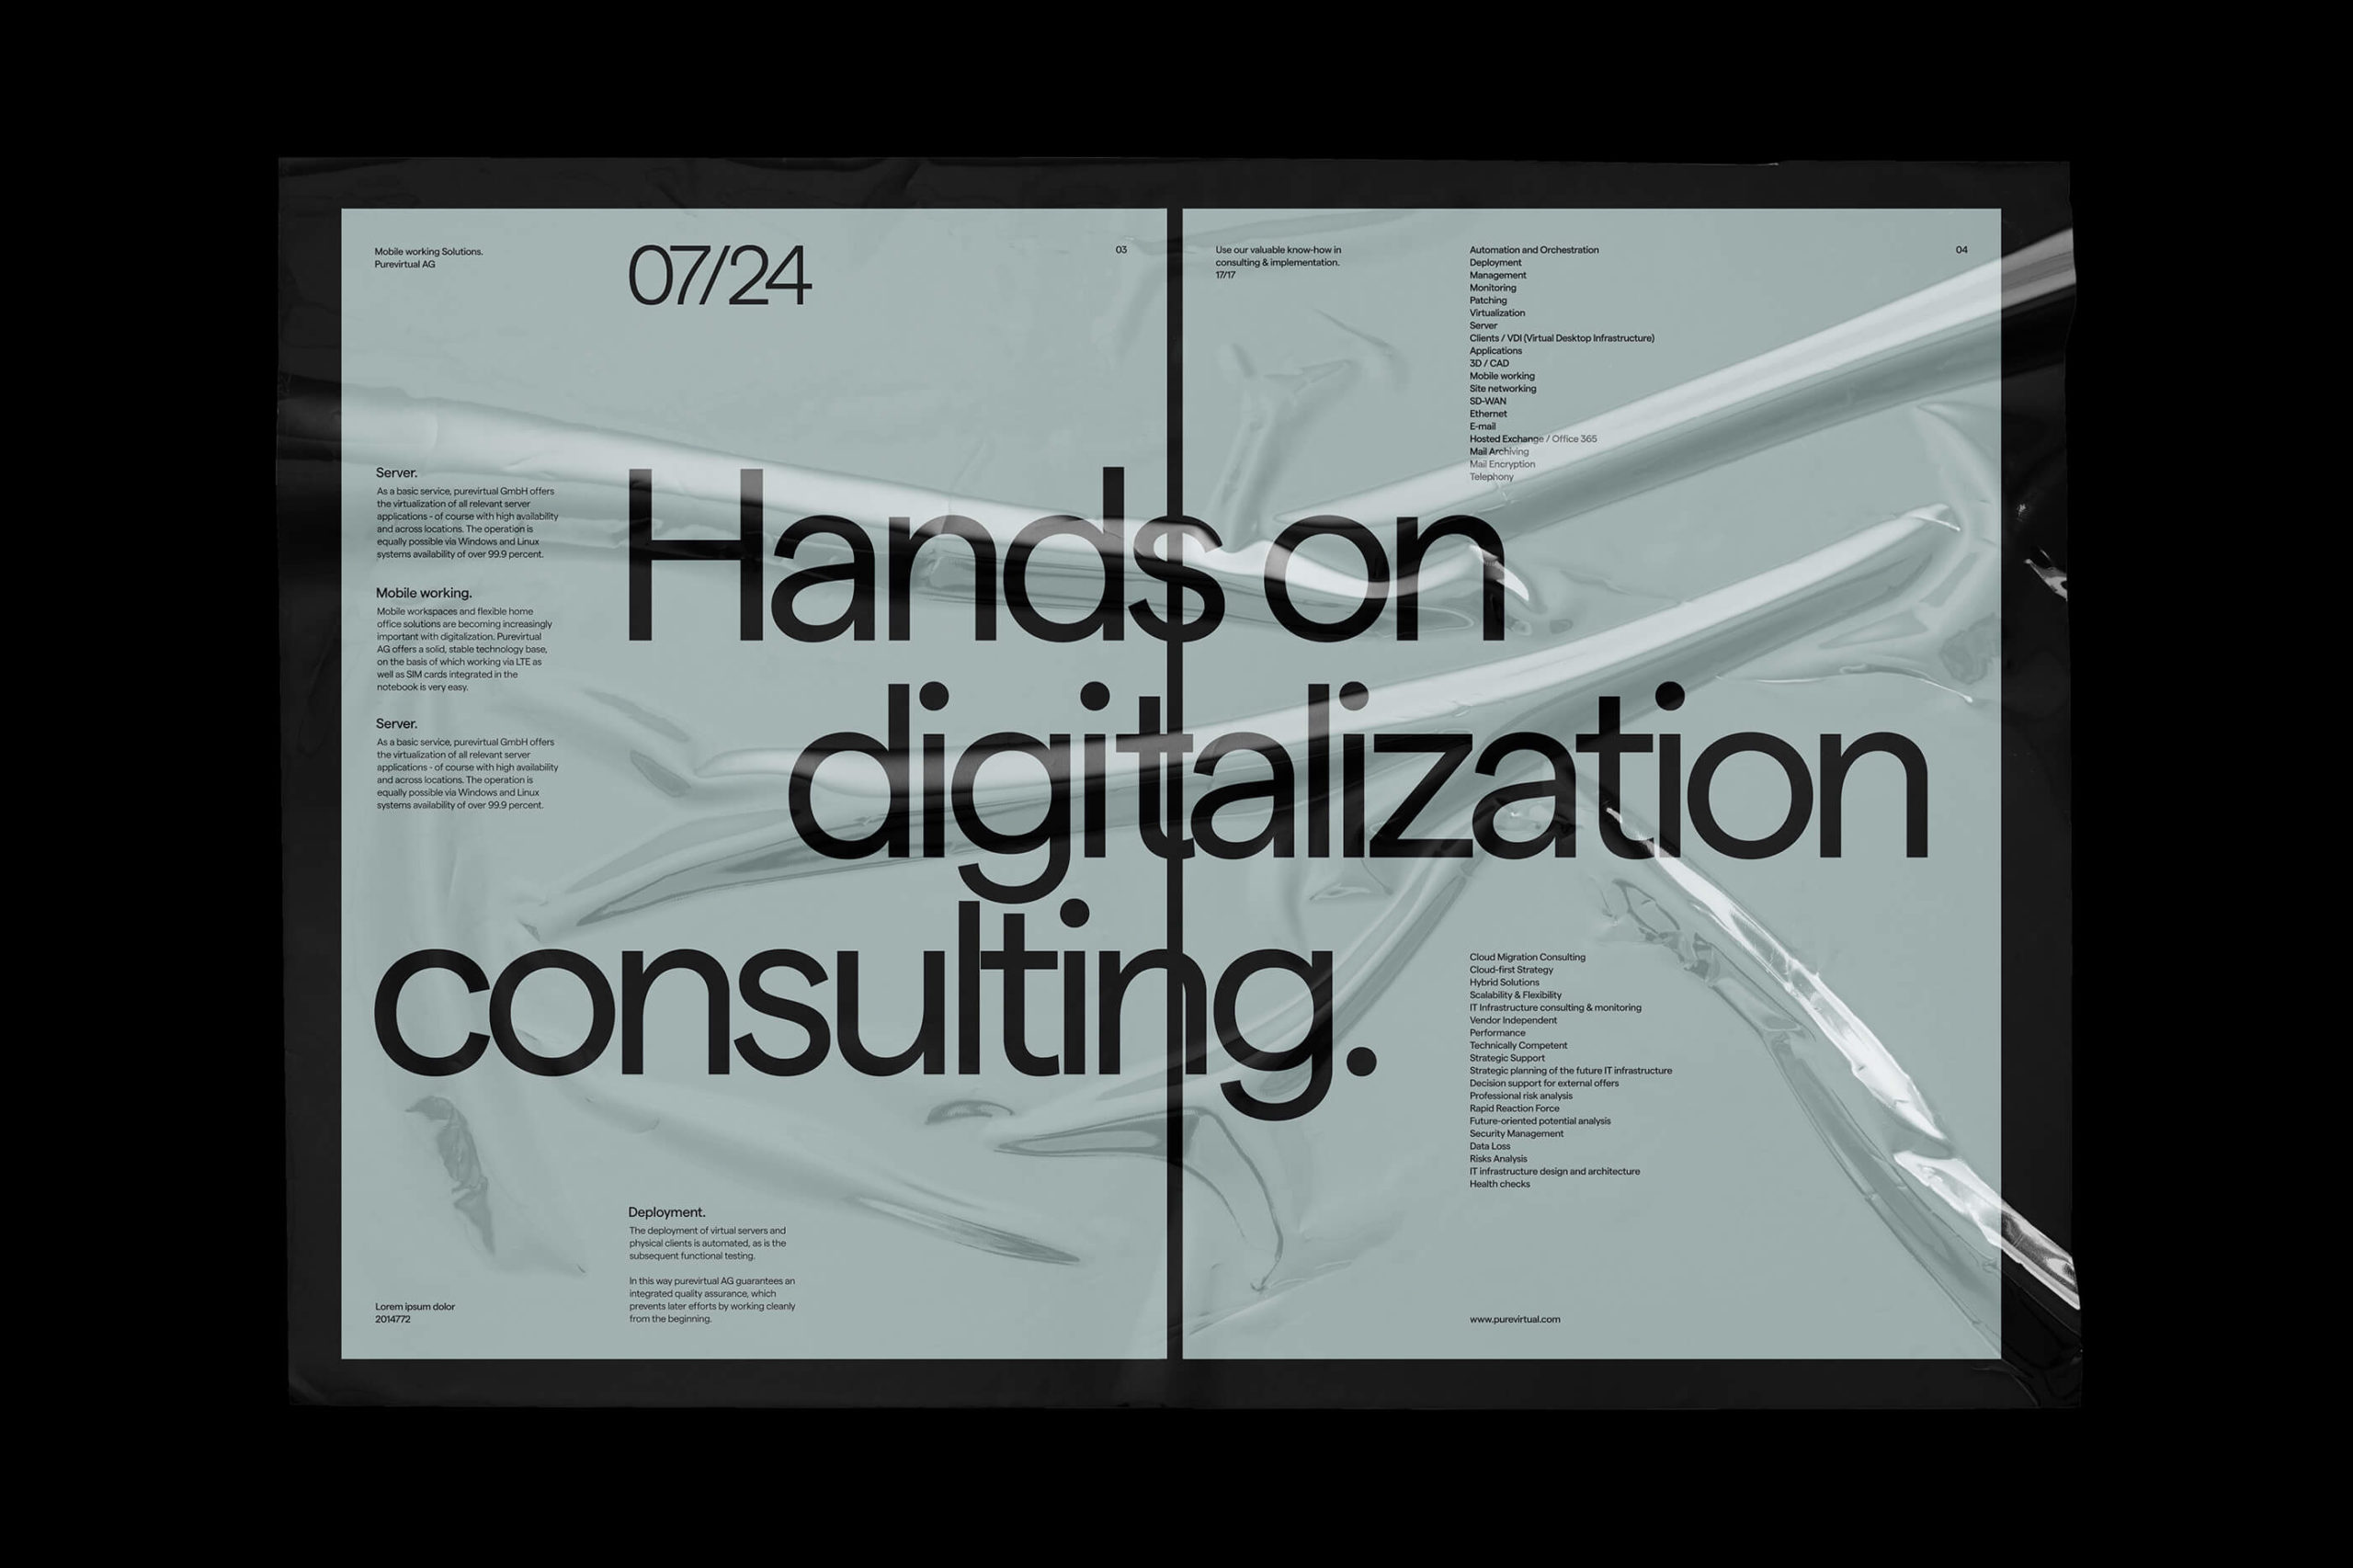 Mobile working Solutions.
Purevirtual AG
07/24
03
Server.
As a basic service, purevirtual GmbH offers
the virtualization of all relevant server
applications - of course with high availability
and across locations. The operation is
equally possible via Windows and Linux
systems availability of over 99.9 percent.
Mobile working.
Mobile workspaces and flexible home
office solutions are becoming increasingly
important with digitalization. Purevirtual
AG offers a solid, stable technology base,
on the basis of which working via LTE as
well as SIM cards integrated in the
notebook is very easy.
Server.
As a basic service, purevirtual GmbH offers
the virtualization of all relevant server
applications - of course with high availability
and across locations. The operation is
equally possible via Windows and Linux
systems availability of over 99.9 percent.
Use our valuable know-how in
consulting & implementation.
17/17
Automation and Orchestration
Deployment
Management
Monitoring
Patching
Virtualization
Server
Clients / VDI (Virtual Desktop Infrastructure)
Applications
3D / CAD
Mobile working
Site networking
SD-WAN
Ethernet
E-mail
Hosted Exchange / Office 365
Mail Archiving
Mail Encryption
Telephony
04
Hands on
digitalization
consulting.
Deployment.
The deployment of virtual servers and
physical clients is automated, as is the
subsequent functional testing.
In this way purevirtual AG guarantees an
integrated quality assurance, which
prevents later efforts by working cleanly
from the beginning.
Lorem ipsum dolor
2014772
Cloud Migration Consulting
Cloud-first Strategy
Hybrid Solutions
Scalability & Flexibility
IT Infrastructure consulting & monitoring
Vendor Independent
Performance
Technically Competent
Strategic Support
Strategic planning of the future IT infrastructure
Decision support for external offers
Professional risk analysis
Rapid Reaction Force
Future-oriented potential analysis
Security Management
Data Loss
Risks Analysis
IT infrastructure design and architecture
Health checks
www.purevirtual.com